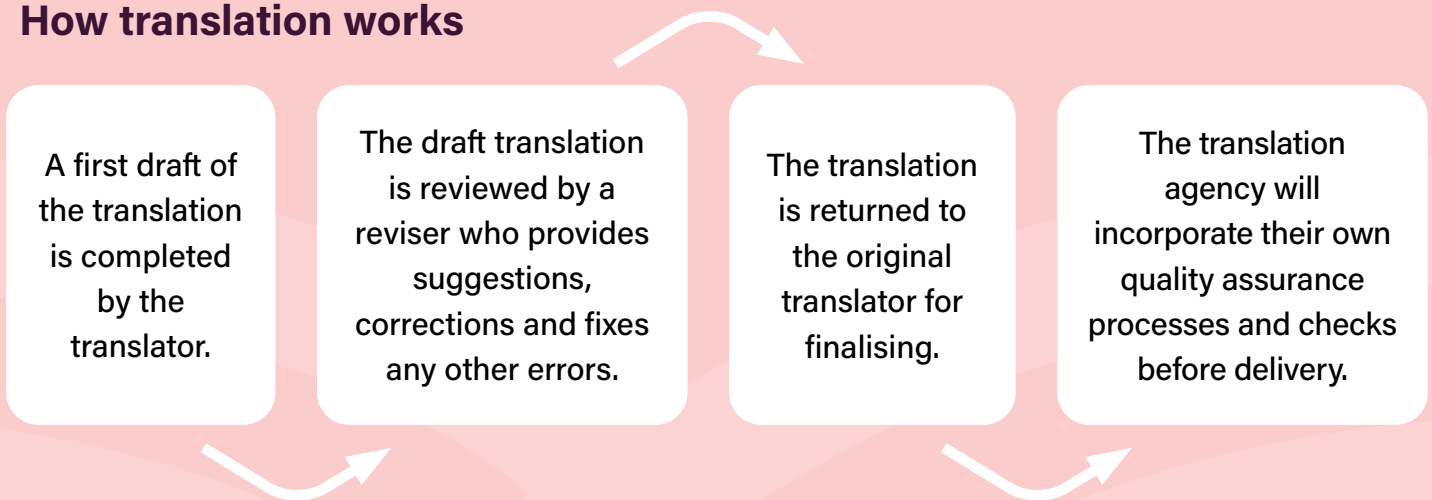 How translation works
A first draft of
the translation
is completed
by the
translator.
The draft translation
is reviewed by a
reviser who provides
suggestions,
corrections and fixes
any other errors.
The translation
is returned to
the original
translator for
finalising.
The translation
agency will
incorporate their own
quality assurance
processes and checks
before delivery.